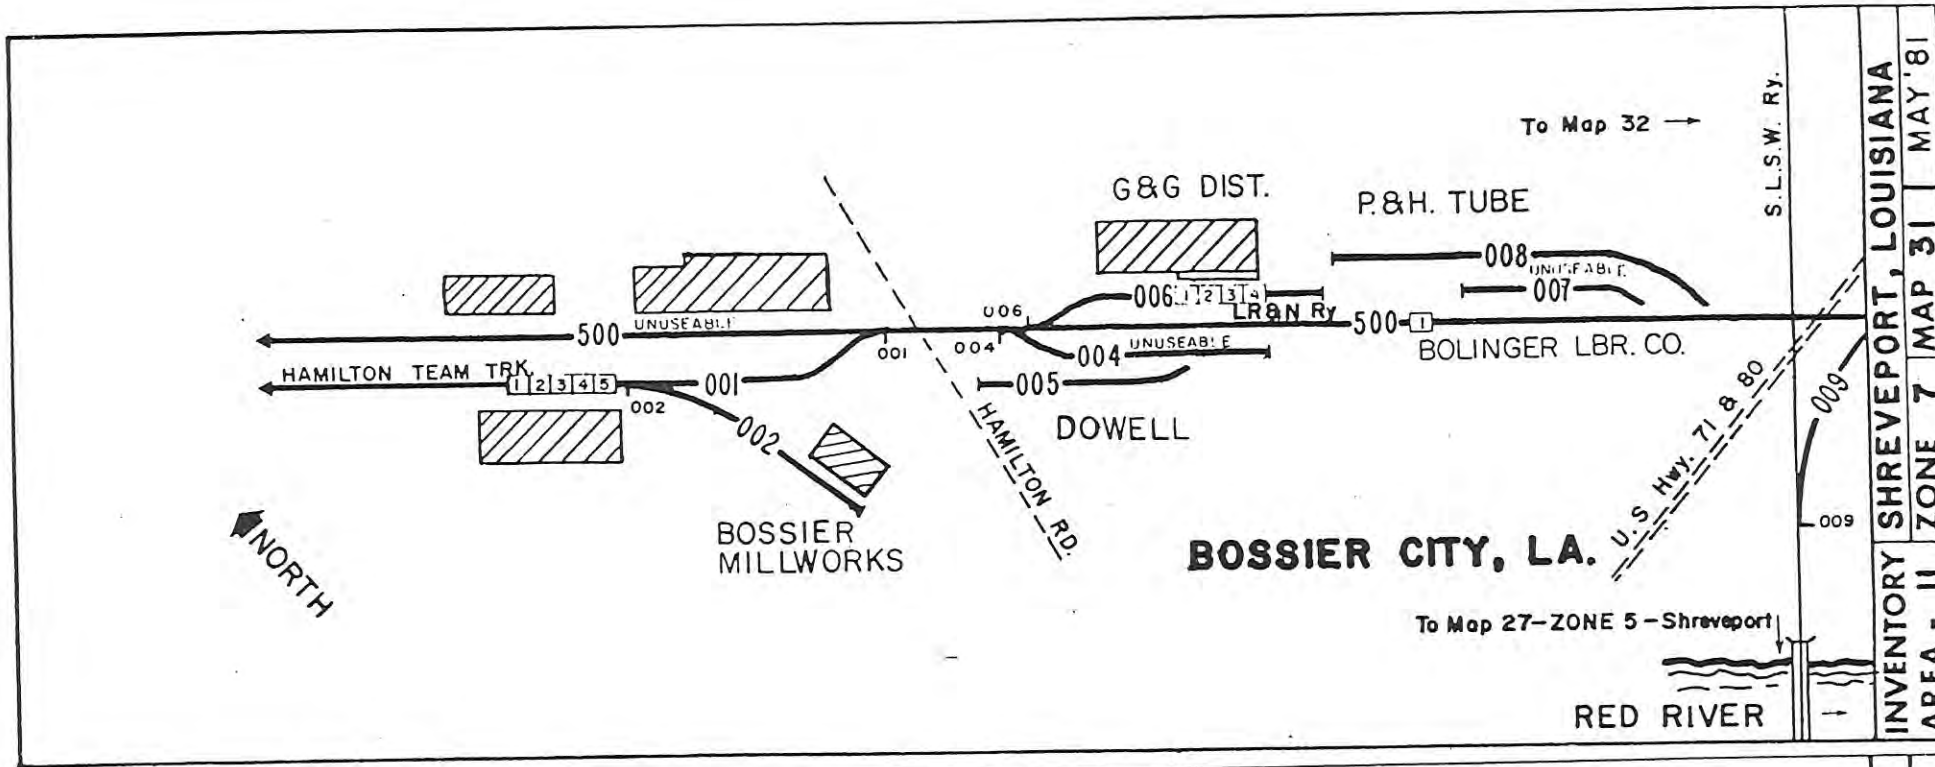 To Map 32
S.L.S.W. Ry.
G&G DIST.
P.&H. TUBE
008
UNUSEABLE
007
006
1 2 3 4
006
LR&N Ry
500
1
500
UNUSEABLE
001
004
004
UNUSEABLE
BOLINGER LBR. CO.
HAMILTON TEAM TRK.
1 2 3 4 5
001
002
005
009
002
DOWELL
HAMILTON RD.
U.S Hwy. 71 & 80
BOSSIER
MILLWORKS
009
NORTH
BOSSIER CITY, LA.
To Map 27-ZONE 5-Shreveport
RED RIVER
INVENTORY SHREVEPORT, LOUISIANA
AREA - 11 ZONE 7 MAP 31 MAY '81